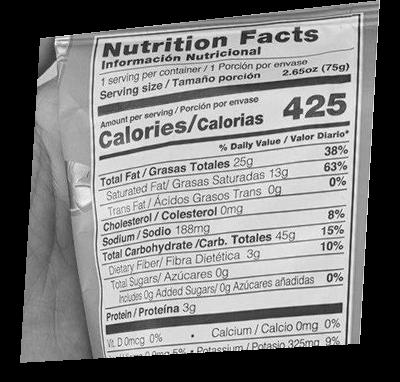 Nutrition Facts
Información Nutricional
1 serving per container / 1 Porción por envase
Serving size / Tamaño porción 2.65oz (75g)
Amount per serving / Porción por envase
Calories/Calorias 425
% Daily Value / Valor Diario*
Total Fat / Grasas Totales 25g 38%
Saturated Fat/ Grasas Saturadas 13g 63%
Trans Fat / Ácidos Grasos Trans 0g 0%
Cholesterol / Colesterol 0mg
Sodium / Sodio 188mg 8%
Total Carbohydrate /Carb. Totales 45g 15%
Dietary Fiber/ Fibra Dietética 3g 10%
Total Sugars/ Azúcares 0g
Includes 0g Added Sugars/ 0g Azúcares añadidas 0%
Protein / Proteína 3g
Vit. D 0mcg 0% • Calcium / Calcio 0mg 0%
5% • Potassium / Potasio 325mg 9%